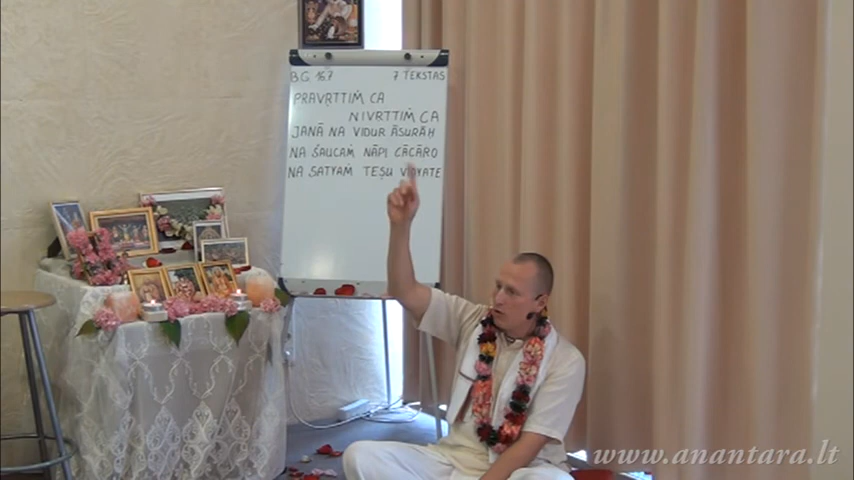 BG 16.7 7 TEKSTAS
PRAVṚTTIṀ CA
NIVṚTTIṀ CA
JANĀ NA VIDUR ĀSURĀḤ
NA ŚAUCAṀ NĀPI CĀCĀRO
NA SATYAṀ TEṢU VIDYATE
www.anantara.lt